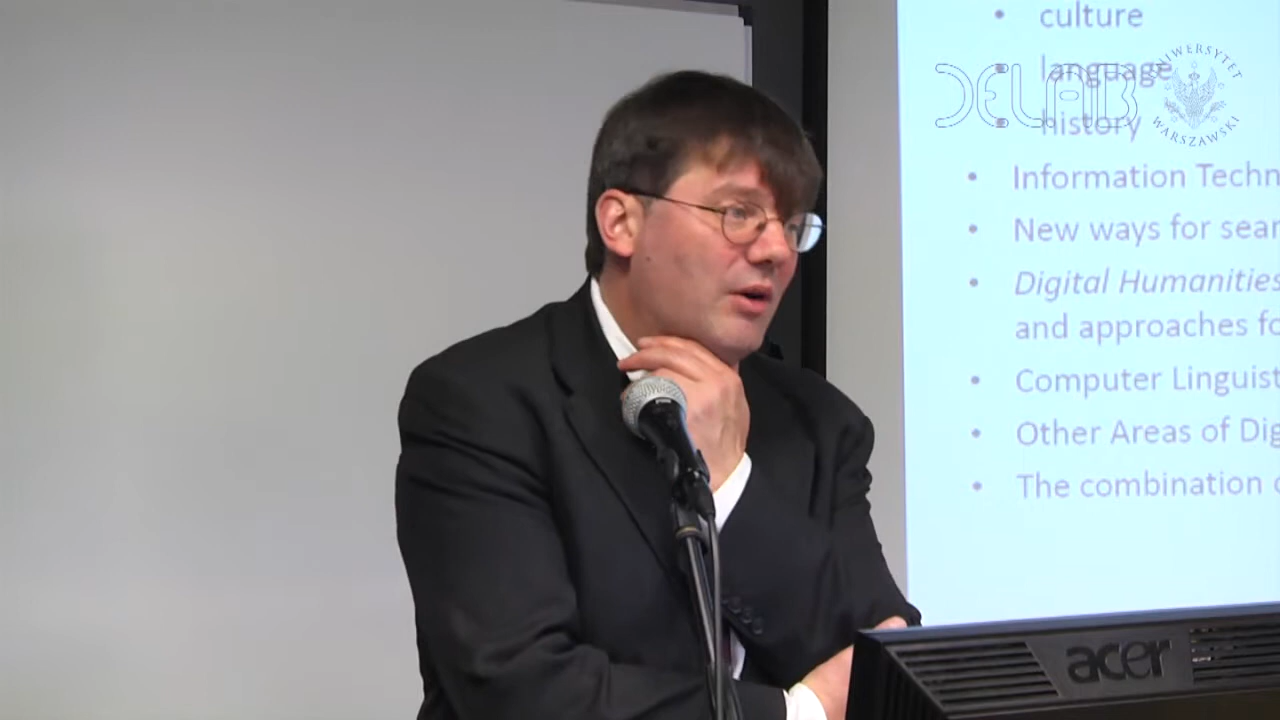 culture
language
history
DELAB
UNIWERSYTET
WARSZAWSKI
Information Techn
New ways for sear
Digital Humanities
and approaches fo
Computer Linguist
Other Areas of Dig
The combination o
acer